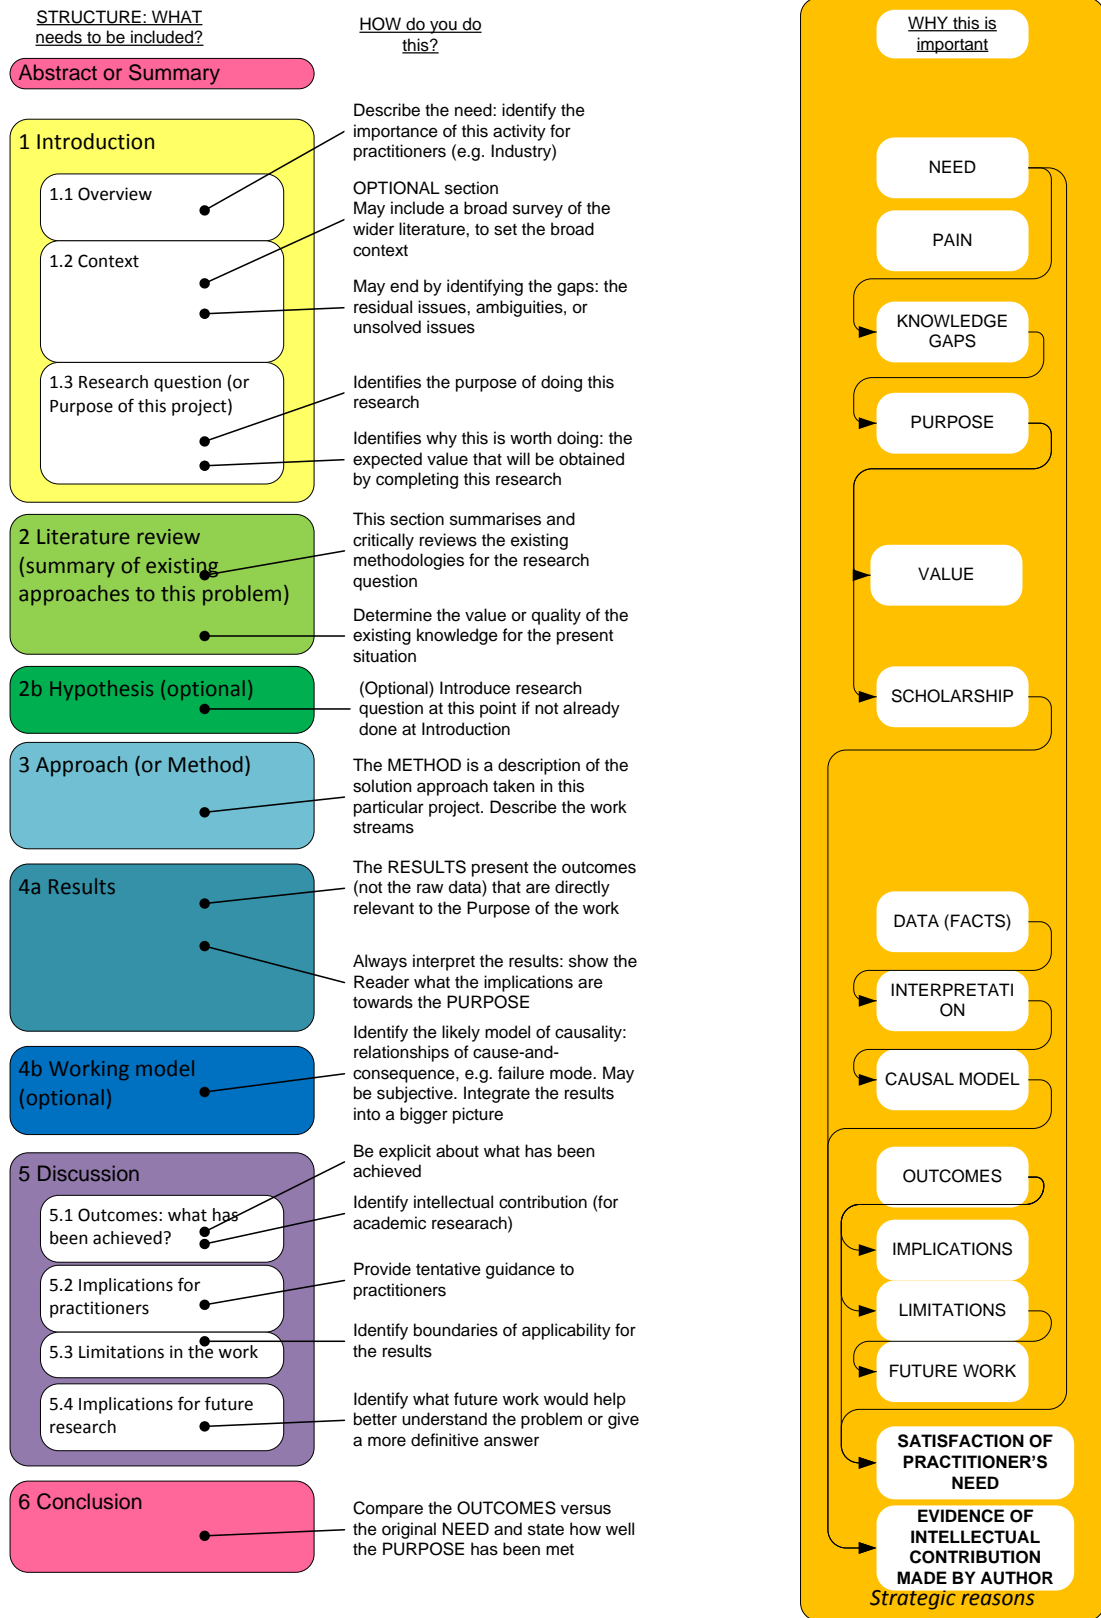 STRUCTURE: WHAT
needs to be included?
HOW do you do
this?
WHY this is
important
Abstract or Summary
1 Introduction
Describe the need: identify the
importance of this activity for
practitioners (e.g. Industry)
NEED
1.1 Overview
OPTIONAL section
May include a broad survey of the
wider literature, to set the broad
context
PAIN
1.2 Context
May end by identifying the gaps: the
residual issues, ambiguities, or
unsolved issues
KNOWLEDGE
GAPS
1.3 Research question (or
Purpose of this project)
Identifies the purpose of doing this
research
PURPOSE
Identifies why this is worth doing: the
expected value that will be obtained
by completing this research
2 Literature review
(summary of existing
approaches to this problem)
This section summarises and
critically reviews the existing
methodologies for the research
question
VALUE
Determine the value or quality of the
existing knowledge for the present
situation
2b Hypothesis (optional)
(Optional) Introduce research
question at this point if not already
done at Introduction
SCHOLARSHIP
3 Approach (or Method)
The METHOD is a description of the
solution approach taken in this
particular project. Describe the work
streams
4a Results
The RESULTS present the outcomes
(not the raw data) that are directly
relevant to the Purpose of the work
DATA (FACTS)
Always interpret the results: show the
Reader what the implications are
towards the PURPOSE
INTERPRETATI
ON
4b Working model
(optional)
Identify the likely model of causality:
relationships of cause-and-
consequence, e.g. failure mode. May
be subjective. Integrate the results
into a bigger picture
CAUSAL MODEL
5 Discussion
Be explicit about what has been
achieved
OUTCOMES
5.1 Outcomes: what has
been achieved?
Identify intellectual contribution (for
academic researach)
IMPLICATIONS
5.2 Implications for
practitioners
Provide tentative guidance to
practitioners
LIMITATIONS
5.3 Limitations in the work
Identify boundaries of applicability for
the results
FUTURE WORK
5.4 Implications for future
research
Identify what future work would help
better understand the problem or give
a more definitive answer
SATISFACTION OF
PRACTITIONER'S
NEED
6 Conclusion
Compare the OUTCOMES versus
the original NEED and state how well
the PURPOSE has been met
EVIDENCE OF
INTELLECTUAL
CONTRIBUTION
MADE BY AUTHOR
Strategic reasons